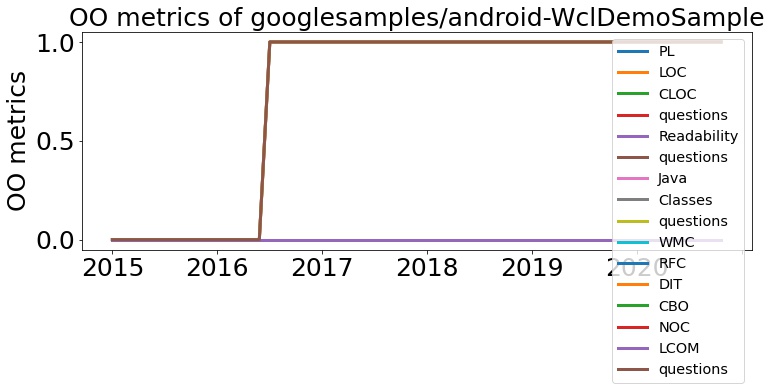 OO metrics of googlesamples/android-WclDemoSample
OO metrics
1.0
0.5
0.0
2015 2016 2017 2018 2019 2020
PL
LOC
CLOC
questions
Readability
questions
Java
Classes
questions
WMC
RFC
DIT
CBO
NOC
LCOM
questions